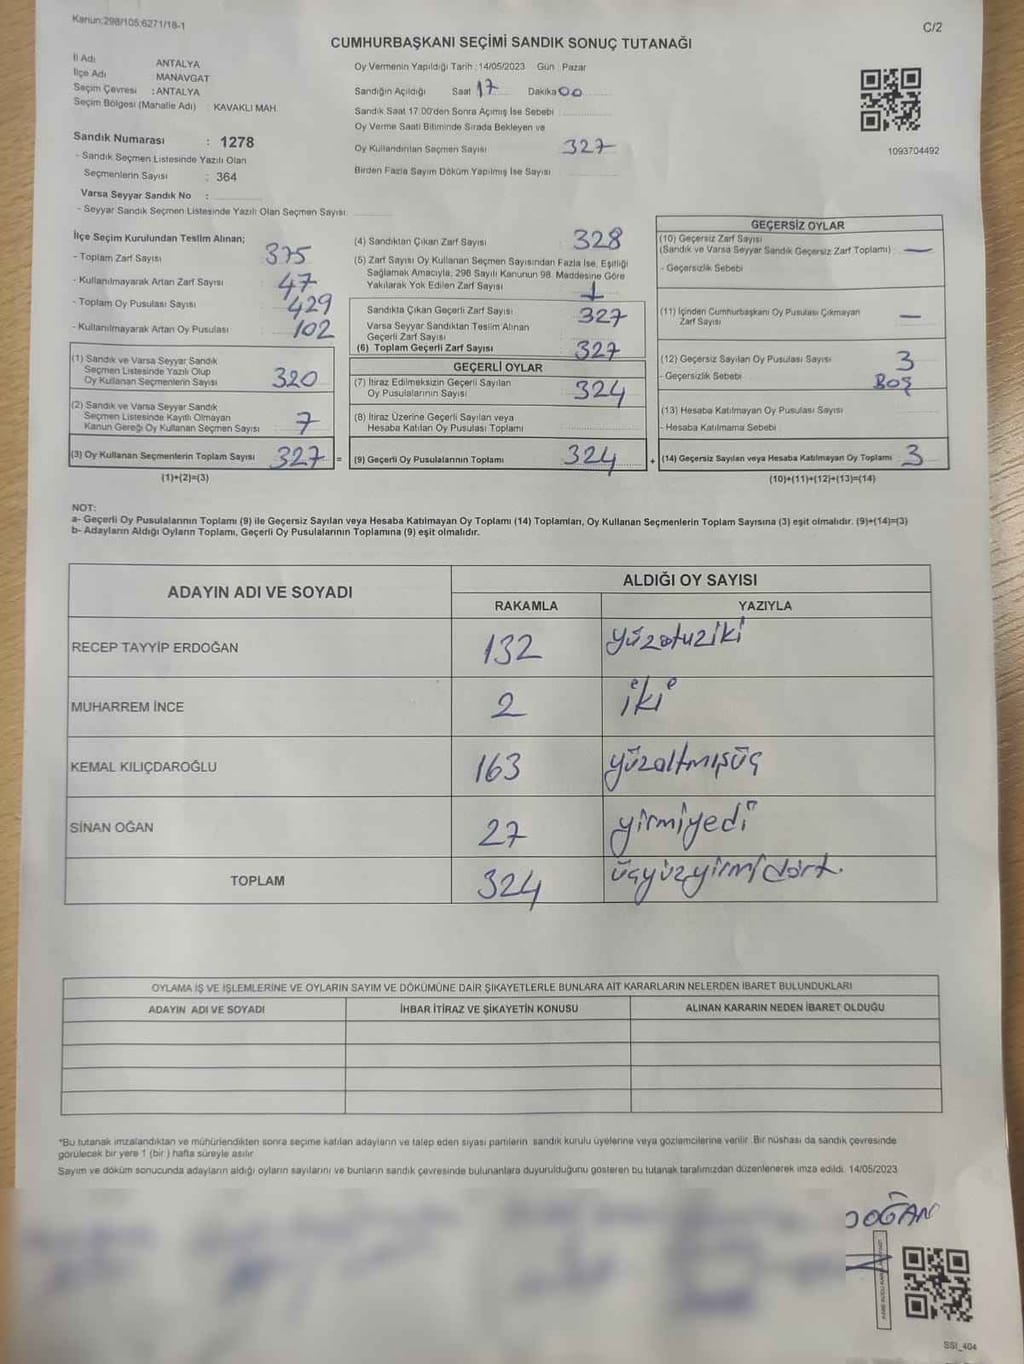 Kanun:298/105;6271/18-1
C/2
CUMHURBAŞKANI SEÇİMİ SANDIK SONUÇ TUTANAĞI
İl Adı ANTALYA
İlçe Adı MANAVGAT
Seçim Çevresi : ANTALYA
Seçim Bölgesi (Mahalle Adı) : KAVAKLI MAH.
Sandık Numarası : 1278
- Sandık Seçmen Listesinde Yazılı Olan
Seçmenlerin Sayısı : 364
Varsa Seyyar Sandık No :
- Seyyar Sandık Seçmen Listesinde Yazılı Olan Seçmen Sayısı:
Oy Vermenin Yapıldığı Tarih : 14/05/2023 Gün : Pazar
Sandığın Açıldığı Saat 17 Dakika 00
Sandık Saat 17.00'den Sonra Açımış İse Sebebi
Oy Verme Saati Bitiminde Sırada Bekleyen ve
Oy Kullandırılan Seçmen Sayısı 327
Birden Fazla Sayım Döküm Yapılmış İse Sayısı
1093704492
İlçe Seçim Kurulundan Teslim Alınan;
- Toplam Zarf Sayısı 375
- Kullanılmayarak Artan Zarf Sayısı 47
- Toplam Oy Pusulası Sayısı 429
- Kullanılmayarak Artan Oy Pusulası 102
(1) Sandık ve Varsa Seyyar Sandık
Seçmen Listesinde Yazılı Olup
Oy Kullanan Seçmenlerin Sayısı 320
(2) Sandık ve Varsa Seyyar Sandık
Seçmen Listesinde Kayıtlı Olmayan
Kanun Gereği Oy Kullanan Seçmen Sayısı 7
(3) Oy Kullanan Seçmenlerin Toplam Sayısı 327 =
(1)+(2)=(3)
(4) Sandıktan Çıkan Zarf Sayısı 328
(5) Zarf Sayısı Oy Kullanan Seçmen Sayısından Fazla İse, Eşitliği
Sağlamak Amacıyla, 298 Sayılı Kanunun 98. Maddesine Göre
Yakılarak Yok Edilen Zarf Sayısı 1
Sandıkta Çıkan Geçerli Zarf Sayısı 327
Varsa Seyyar Sandıktan Teslim Alınan
Geçerli Zarf Sayısı
(6) Toplam Geçerli Zarf Sayısı 327
GEÇERLİ OYLAR
(7) İtiraz Edilmeksizin Geçerli Sayılan
Oy Pusulalarının Sayısı 324
(8) İtiraz Üzerine Geçerli Sayılan veya
Hesaba Katılan Oy Pusulası Toplamı
(9) Geçerli Oy Pusulalarının Toplamı 324 +
GEÇERSİZ OYLAR
(10) Geçersiz Zarf Sayısı
(Sandık ve Varsa Seyyar Sandık Geçersiz Zarf Toplamı) —
- Geçersizlik Sebebi
(11) İçinden Cumhurbaşkanı Oy Pusulası Çıkmayan
Zarf Sayısı —
(12) Geçersiz Sayılan Oy Pusulası Sayısı 3
- Geçersizlik Sebebi BOŞ
(13) Hesaba Katılmayan Oy Pusulası Sayısı
- Hesaba Katılmama Sebebi
(14) Geçersiz Sayılan veya Hesaba Katılmayan Oy Toplamı 3
(10)+(11)+(12)+(13)=(14)
NOT:
a- Geçerli Oy Pusulalarının Toplamı (9) ile Geçersiz Sayılan veya Hesaba Katılmayan Oy Toplamı (14) Toplamları, Oy Kullanan Seçmenlerin Toplam Sayısına (3) eşit olmalıdır. (9)+(14)=(3)
b- Adayların Aldığı Oyların Toplamı, Geçerli Oy Pusulalarının Toplamına (9) eşit olmalıdır.
ADAYIN ADI VE SOYADI ALDIĞI OY SAYISI
RAKAMLA YAZIYLA
RECEP TAYYİP ERDOĞAN 132 yüzotuziki
MUHARREM İNCE 2 iki
KEMAL KILIÇDAROĞLU 163 yüzaltmışüç
SİNAN OĞAN 27 yirmiyedi
TOPLAM 324 üçyüzyirmidört.
OYLAMA İŞ VE İŞLEMLERİNE VE OYLARIN SAYIM VE DÖKÜMÜNE DAİR ŞİKAYETLERLE BUNLARA AİT KARARLARIN NELERDEN İBARET BULUNDUKLARI
ADAYIN ADI VE SOYADI İHBAR İTİRAZ VE ŞİKAYETİN KONUSU ALINAN KARARIN NEDEN İBARET OLDUĞU
*Bu tutanak imzalandıktan ve mühürlendikten sonra seçime katılan adayların ve talep eden siyasi partilerin sandık kurulu üyelerine veya gözlemcilerine verilir. Bir nüshası da sandık çevresinde
görülecek bir yere 1 (bir) hafta süreyle asılır.
Sayım ve döküm sonucunda adayların aldığı oyların sayılarını ve bunların sandık çevresinde bulunanlara duyurulduğunu gösteren bu tutanak tarafımızdan düzenlenerek imza edildi. 14/05/2023
DOĞAN
SSI_404